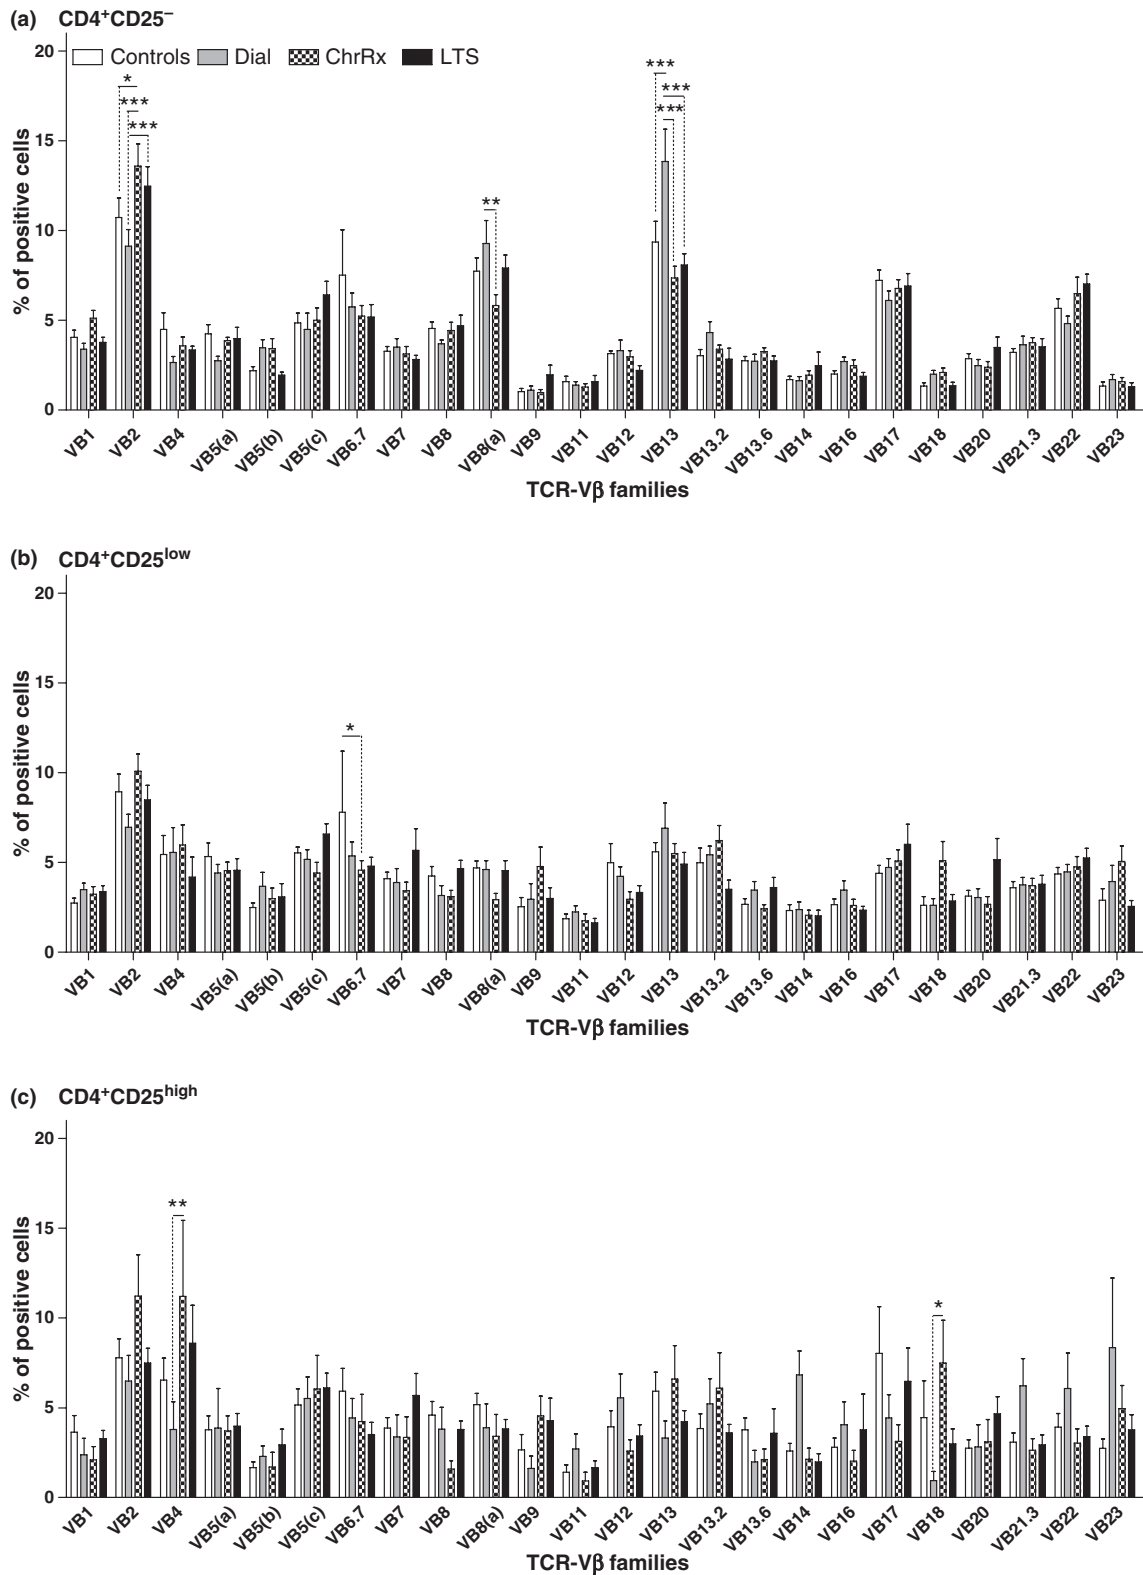 (a) CD4⁺CD25⁻
Controls Dial ChrRx LTS
% of positive cells
20
15
10
5
0
*
***
***
**
***
***
***
VB1 VB2 VB4 VB5(a) VB5(b) VB5(c) VB6.7 VB7 VB8 VB8(a) VB9 VB11 VB12 VB13 VB13.2 VB13.6 VB14 VB16 VB17 VB18 VB20 VB21.3 VB22 VB23
TCR-Vβ families
(b) CD4⁺CD25ˡᵒʷ
% of positive cells
20
15
10
5
0
*
VB1 VB2 VB4 VB5(a) VB5(b) VB5(c) VB6.7 VB7 VB8 VB8(a) VB9 VB11 VB12 VB13 VB13.2 VB13.6 VB14 VB16 VB17 VB18 VB20 VB21.3 VB22 VB23
TCR-Vβ families
(c) CD4⁺CD25ʰⁱᵍʰ
% of positive cells
20
15
10
5
0
**
*
VB1 VB2 VB4 VB5(a) VB5(b) VB5(c) VB6.7 VB7 VB8 VB8(a) VB9 VB11 VB12 VB13 VB13.2 VB13.6 VB14 VB16 VB17 VB18 VB20 VB21.3 VB22 VB23
TCR-Vβ families